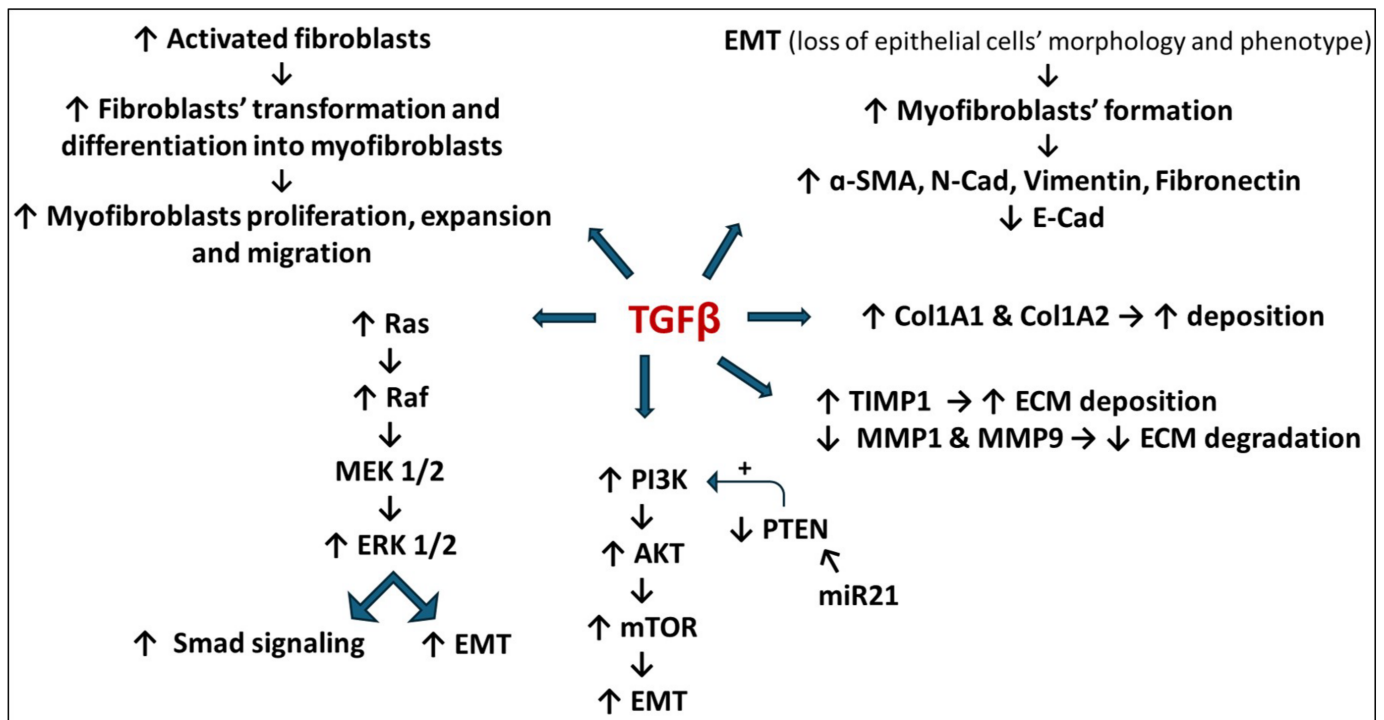 ↑ Activated fibroblasts
↓
↑ Fibroblasts’ transformation and
differentiation into myofibroblasts
↓
↑ Myofibroblasts proliferation, expansion
and migration
EMT (loss of epithelial cells’ morphology and phenotype)
↓
↑ Myofibroblasts’ formation
↓
↑ α-SMA, N-Cad, Vimentin, Fibronectin
↓ E-Cad
TGFβ
↑ Col1A1 & Col1A2 → ↑ deposition
↑ TIMP1 → ↑ ECM deposition
↓ MMP1 & MMP9 → ↓ ECM degradation
↑ Ras
↓
↑ Raf
↓
MEK 1/2
↓
↑ ERK 1/2
↑ Smad signaling
↑ EMT
↑ PI3K
+
↓ PTEN
miR21
↓
↑ AKT
↓
↑ mTOR
↓
↑ EMT